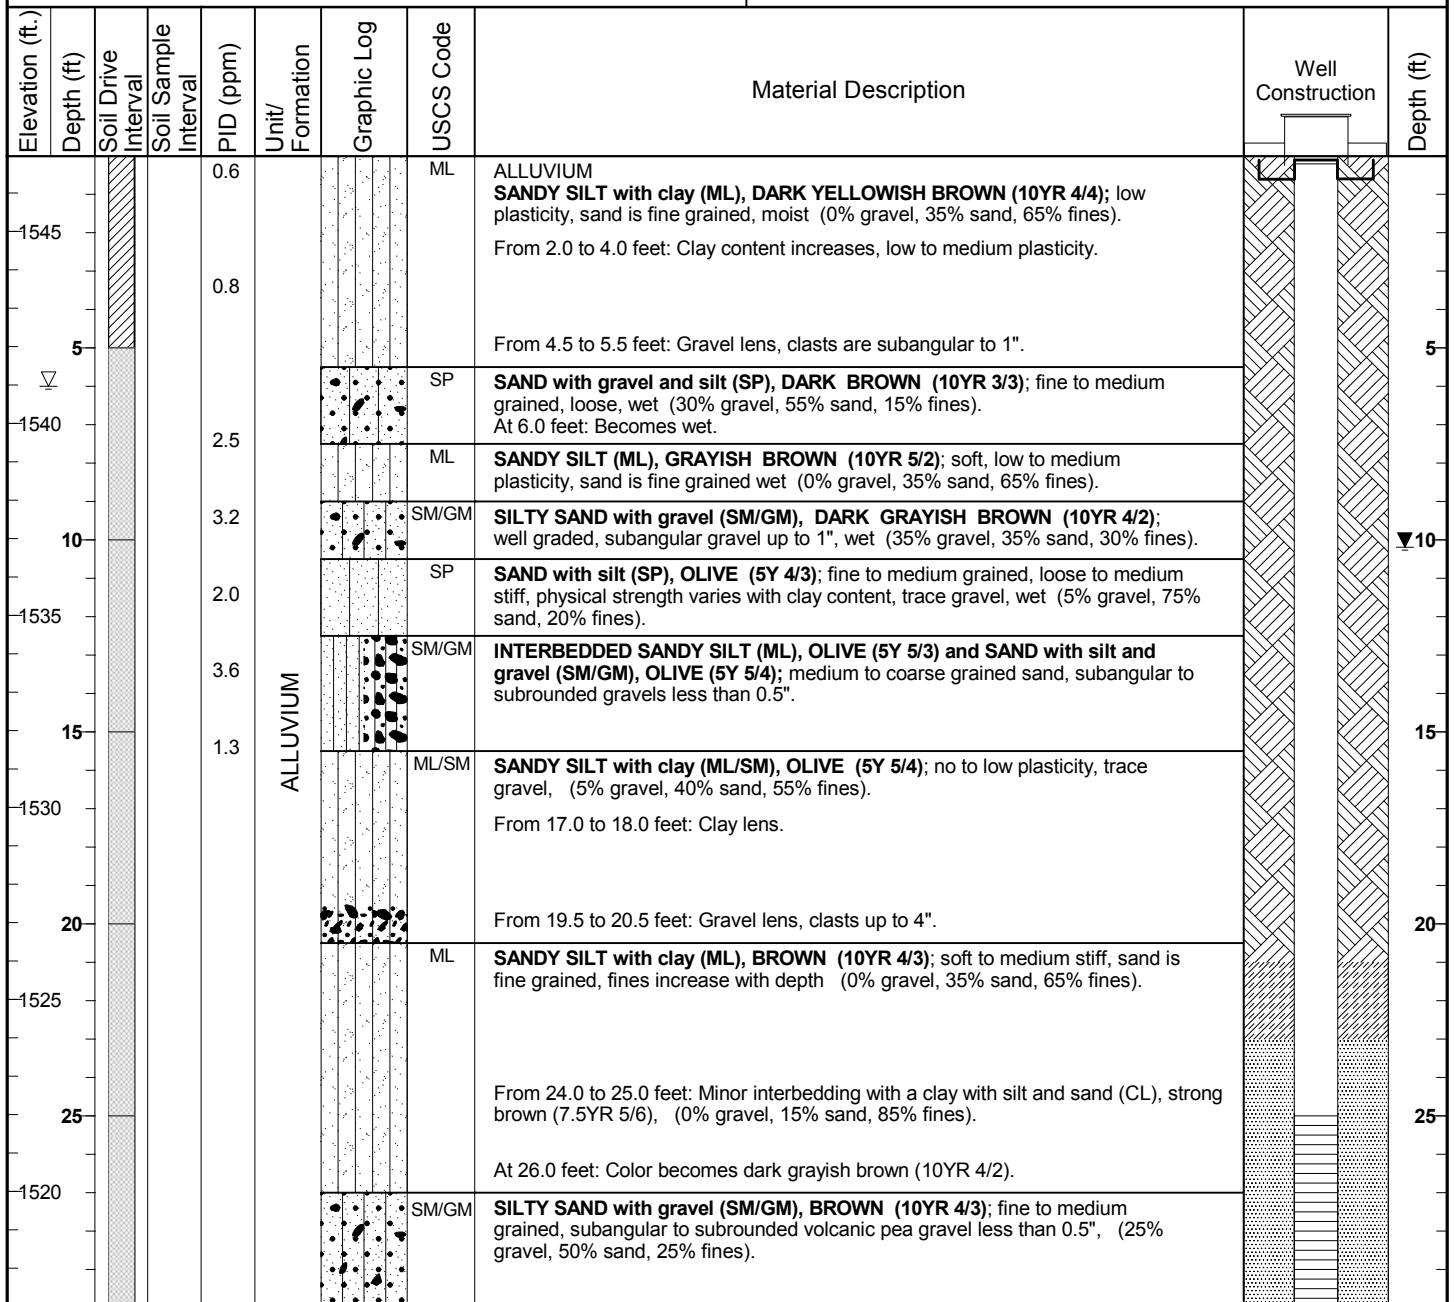 Elevation (ft.)
Depth (ft)
Soil Drive
Interval
Soil Sample
Interval
PID (ppm)
Unit/
Formation
Graphic Log
USCS Code
Material Description
Well
Construction
Depth (ft)
0.6
ML
ALLUVIUM
SANDY SILT with clay (ML), DARK YELLOWISH BROWN (10YR 4/4); low
plasticity, sand is fine grained, moist (0% gravel, 35% sand, 65% fines).
1545
From 2.0 to 4.0 feet: Clay content increases, low to medium plasticity.
0.8
From 4.5 to 5.5 feet: Gravel lens, clasts are subangular to 1".
5
5
SP
SAND with gravel and silt (SP), DARK BROWN (10YR 3/3); fine to medium
grained, loose, wet (30% gravel, 55% sand, 15% fines).
At 6.0 feet: Becomes wet.
1540
2.5
ML
SANDY SILT (ML), GRAYISH BROWN (10YR 5/2); soft, low to medium
plasticity, sand is fine grained wet (0% gravel, 35% sand, 65% fines).
3.2
SM/GM
SILTY SAND with gravel (SM/GM), DARK GRAYISH BROWN (10YR 4/2);
well graded, subangular gravel up to 1", wet (35% gravel, 35% sand, 30% fines).
10
10
SP
SAND with silt (SP), OLIVE (5Y 4/3); fine to medium grained, loose to medium
stiff, physical strength varies with clay content, trace gravel, wet (5% gravel, 75%
sand, 20% fines).
2.0
1535
SM/GM
INTERBEDDED SANDY SILT (ML), OLIVE (5Y 5/3) and SAND with silt and
gravel (SM/GM), OLIVE (5Y 5/4); medium to coarse grained sand, subangular to
subrounded gravels less than 0.5".
3.6
15
15
1.3
ALLUVIUM
ML/SM
SANDY SILT with clay (ML/SM), OLIVE (5Y 5/4); no to low plasticity, trace
gravel, (5% gravel, 40% sand, 55% fines).
1530
From 17.0 to 18.0 feet: Clay lens.
From 19.5 to 20.5 feet: Gravel lens, clasts up to 4".
20
20
ML
SANDY SILT with clay (ML), BROWN (10YR 4/3); soft to medium stiff, sand is
fine grained, fines increase with depth (0% gravel, 35% sand, 65% fines).
1525
From 24.0 to 25.0 feet: Minor interbedding with a clay with silt and sand (CL), strong
brown (7.5YR 5/6), (0% gravel, 15% sand, 85% fines).
25
25
At 26.0 feet: Color becomes dark grayish brown (10YR 4/2).
1520
SM/GM
SILTY SAND with gravel (SM/GM), BROWN (10YR 4/3); fine to medium
grained, subangular to subrounded volcanic pea gravel less than 0.5", (25%
gravel, 50% sand, 25% fines).